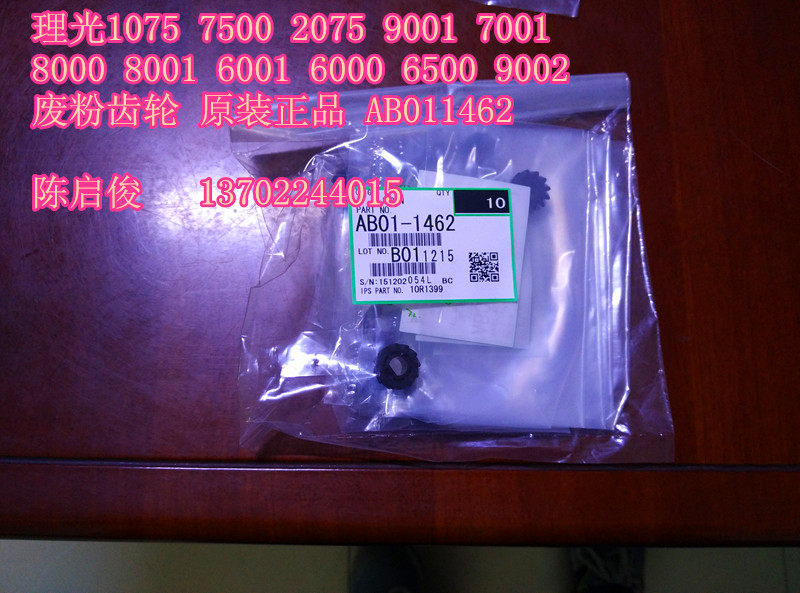 理光1075 7500 2075 9001 7001
8000 8001 6001 6000 6500 9002
废粉齿轮 原装正品 AB011462
陈启俊 13702244015
QTY
10
PART NO.
AB01-1462
LOT NO. B011215
S/N:151202054L BC
IPS PART NO. 10R1399